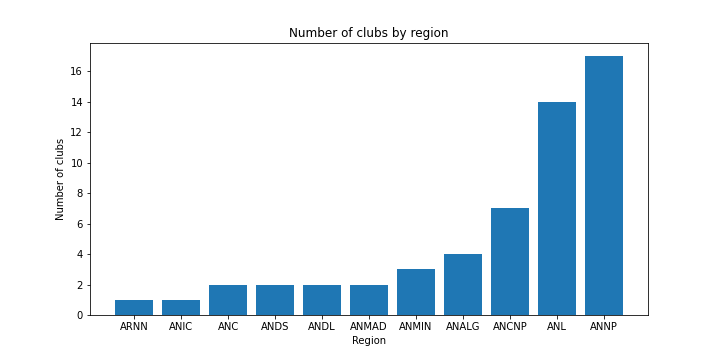 Number of clubs by region
Number of clubs
16
14
12
10
8
6
4
2
0
ARNN ANIC ANC ANDS ANDL ANMAD ANMIN ANALG ANCNP ANL ANNP
Region